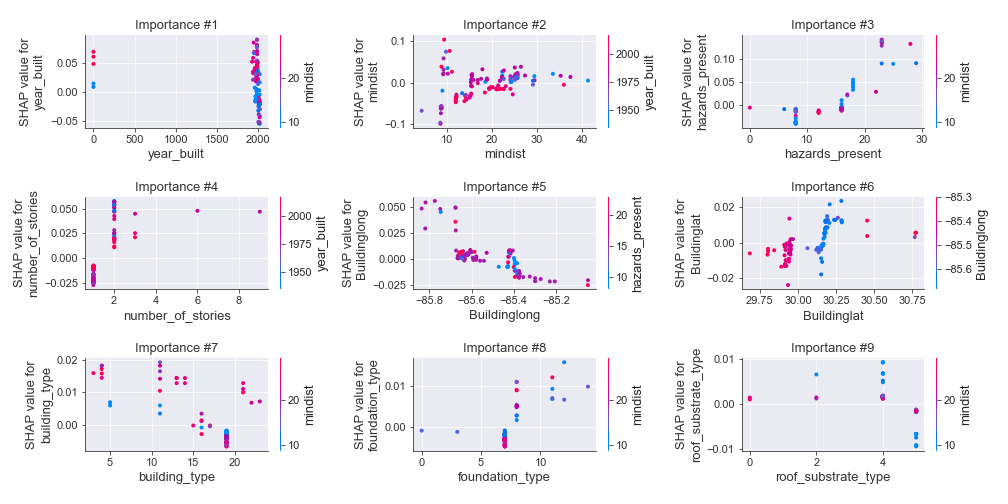 Importance #1
SHAP value for
year_built
0.05
0.00
−0.05
0
500
1000
1500
2000
year_built
20
10
mindist
Importance #2
SHAP value for
mindist
0.1
0.0
−0.1
10
20
30
40
mindist
2000
1975
1950
year_built
Importance #3
SHAP value for
hazards_present
0.10
0.05
0.00
0
10
20
30
hazards_present
20
10
mindist
Importance #4
SHAP value for
number_of_stories
0.050
0.025
0.000
−0.025
2
4
6
8
number_of_stories
2000
1975
1950
year_built
Importance #5
SHAP value for
Buildinglong
0.050
0.025
0.000
−0.025
−85.8
−85.6
−85.4
−85.2
Buildinglong
20
15
10
hazards_present
Importance #6
SHAP value for
Buildinglat
0.02
0.00
−0.02
29.75
30.00
30.25
30.50
30.75
Buildinglat
−85.3
−85.4
−85.5
−85.6
Buildinglong
Importance #7
SHAP value for
building_type
0.02
0.01
0.00
5
10
15
20
building_type
20
10
mindist
Importance #8
SHAP value for
foundation_type
0.01
0.00
0
5
10
foundation_type
20
10
mindist
Importance #9
SHAP value for
roof_substrate_type
0.01
0.00
−0.01
0
2
4
roof_substrate_type
20
10
mindist